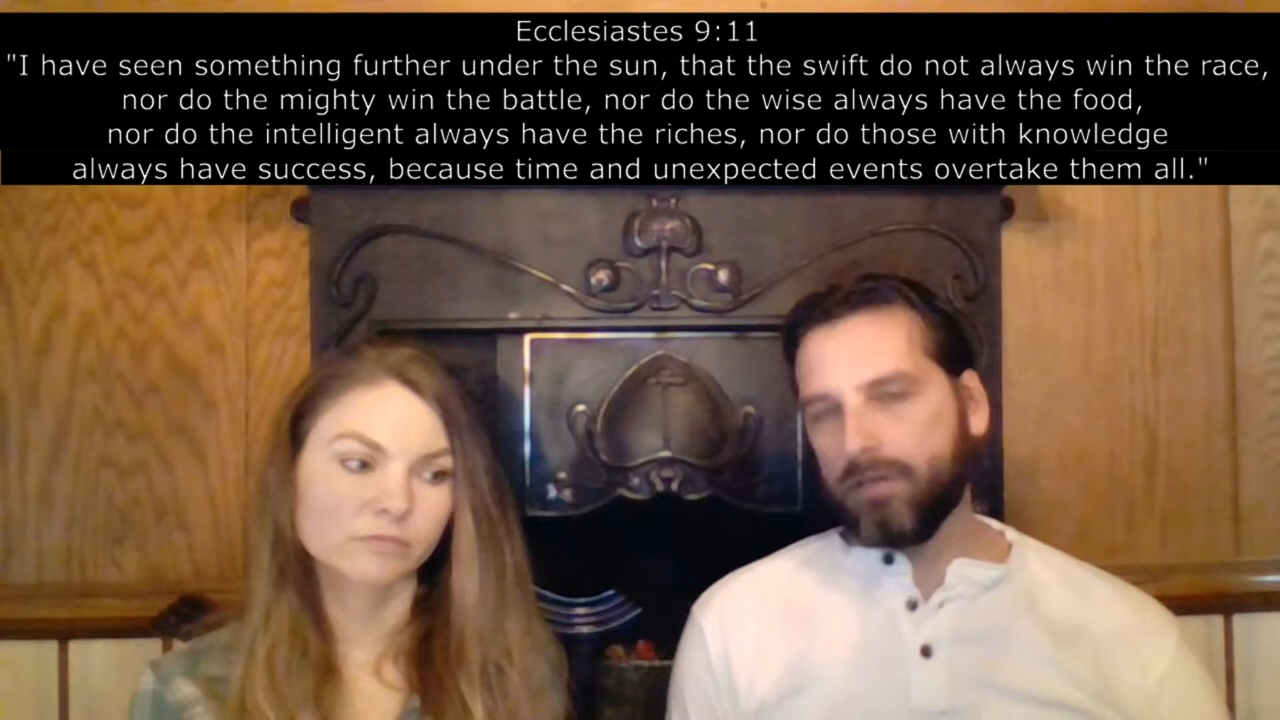 Ecclesiastes 9:11
"I have seen something further under the sun, that the swift do not always win the race,
nor do the mighty win the battle, nor do the wise always have the food,
nor do the intelligent always have the riches, nor do those with knowledge
always have success, because time and unexpected events overtake them all."